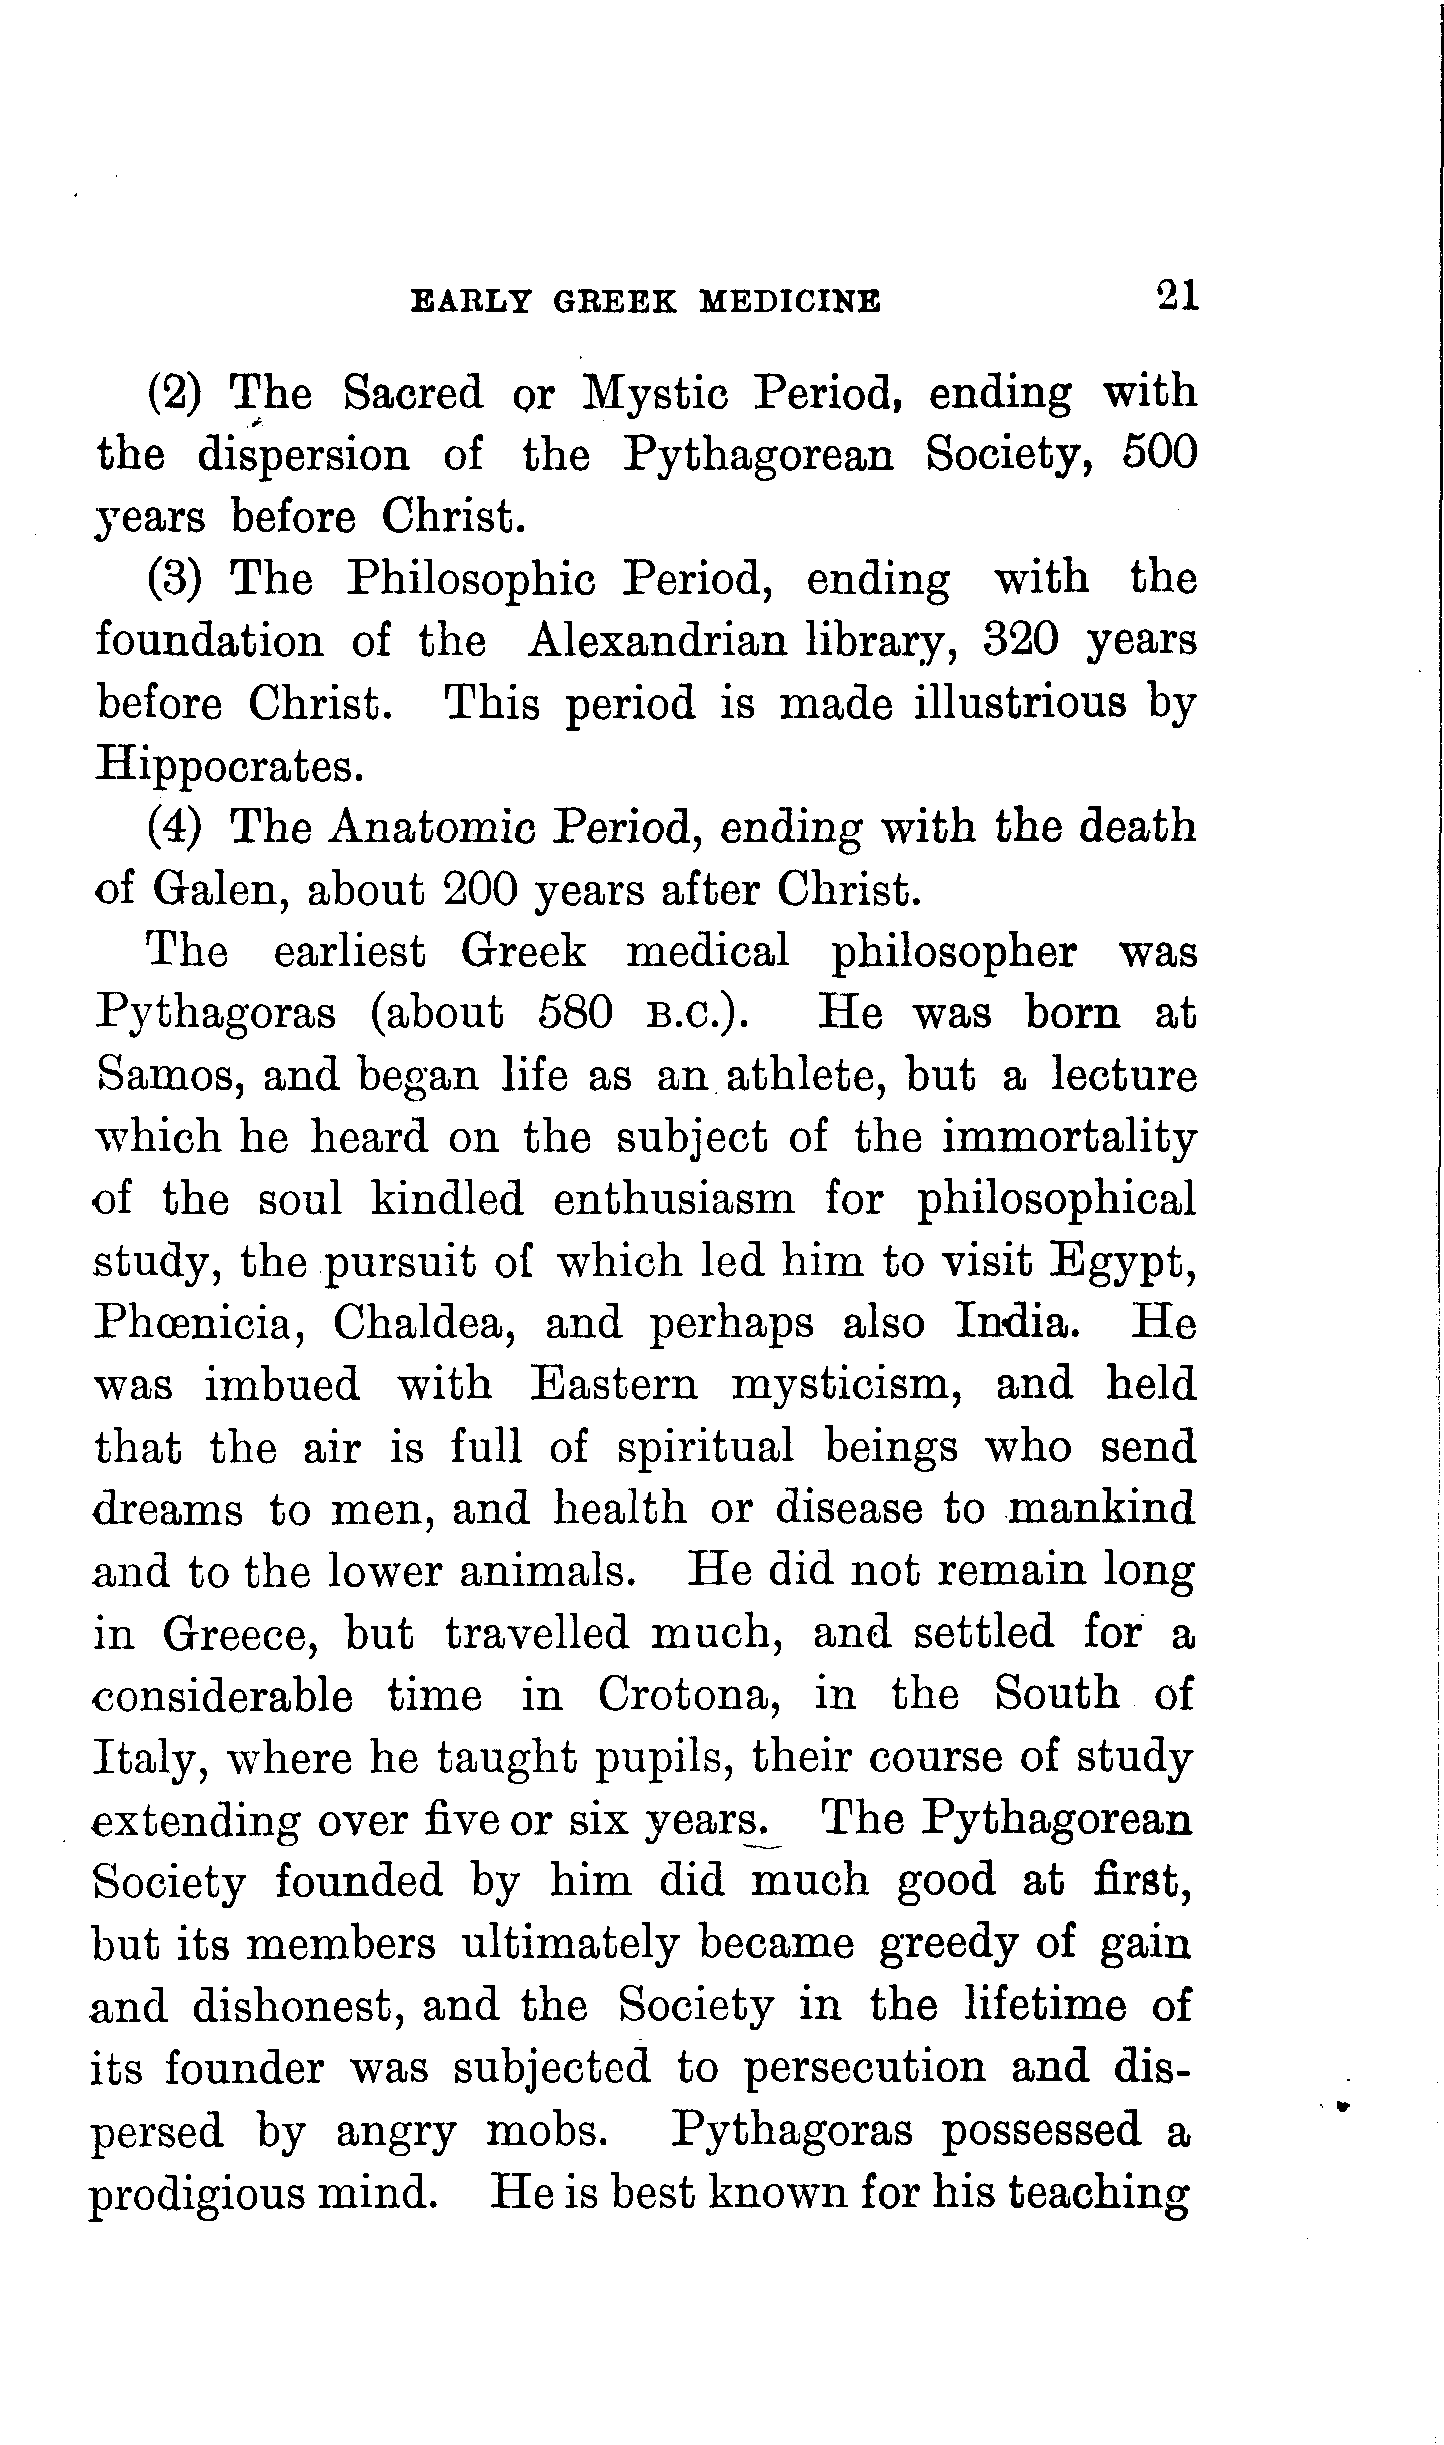 EARLY GREEK MEDICINE 21
(2) The Sacred or Mystic Period, ending with
the dispersion of the Pythagorean Society, 500
years before Christ.
(3) The Philosophic Period, ending with the
foundation of the Alexandrian library, 320 years
before Christ. This period is made illustrious by
Hippocrates.
(4) The Anatomic Period, ending with the death
of Galen, about 200 years after Christ.
The earliest Greek medical philosopher was
Pythagoras (about 580 B.C.). He was born at
Samos, and began life as an athlete, but a lecture
which he heard on the subject of the immortality
of the soul kindled enthusiasm for philosophical
study, the pursuit of which led him to visit Egypt,
Phœnicia, Chaldea, and perhaps also India. He
was imbued with Eastern mysticism, and held
that the air is full of spiritual beings who send
dreams to men, and health or disease to mankind
and to the lower animals. He did not remain long
in Greece, but travelled much, and settled for a
considerable time in Crotona, in the South of
Italy, where he taught pupils, their course of study
extending over five or six years. The Pythagorean
Society founded by him did much good at first,
but its members ultimately became greedy of gain
and dishonest, and the Society in the lifetime of
its founder was subjected to persecution and dis-
persed by angry mobs. Pythagoras possessed a
prodigious mind. He is best known for his teaching